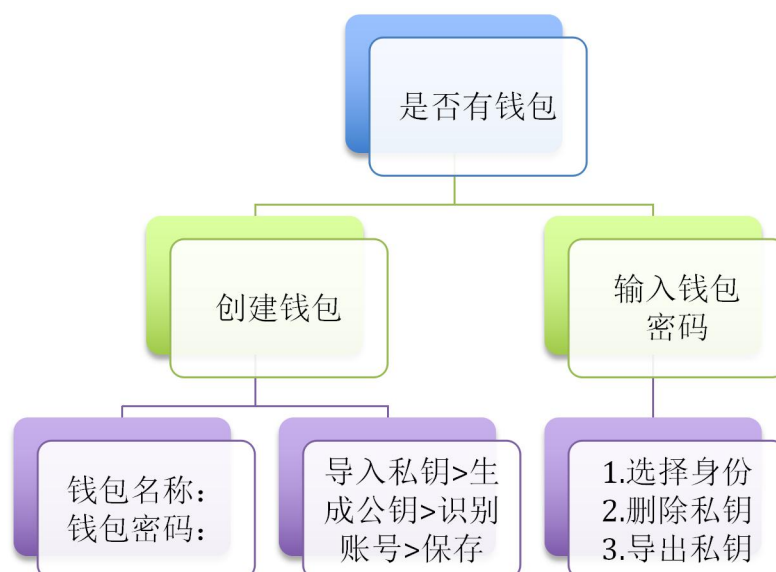 是否有钱包
创建钱包
输入钱包
密码
钱包名称：
钱包密码：
导入私钥>生
成公钥>识别
账号>保存
1.选择身份
2.删除私钥
3.导出私钥